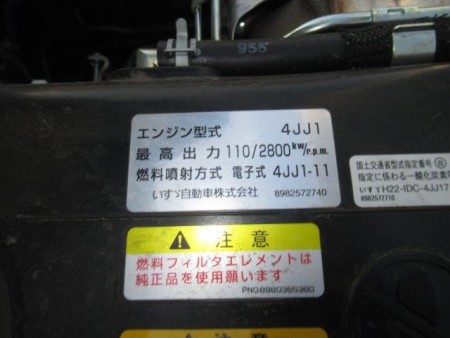 955
エンジン型式 4JJ1
最高出力 110/2800kw/r.p.m.
燃料噴射方式 電子式 4JJ1-11
いすゞ自動車株式会社 8982572740
国土交通省型式指定番号
指定に係わる一酸化炭素等
いすゞH22-IDC-4JJ17
8982572710
注意
燃料フィルタエレメントは
純正品を使用願います